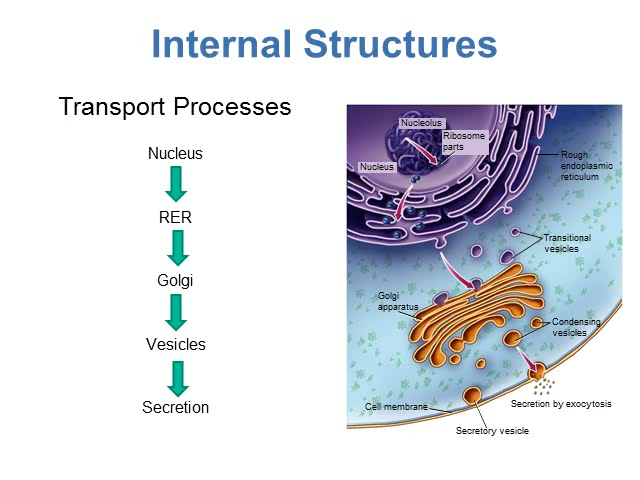 Internal Structures
Transport Processes
Nucleus
RER
Golgi
Vesicles
Secretion
Nucleolus
Ribosome
parts
Nucleus
Rough
endoplasmic
reticulum
Transitional
vesicles
Golgi
apparatus
Condensing
vesicles
Cell membrane
Secretion by exocytosis
Secretory vesicle